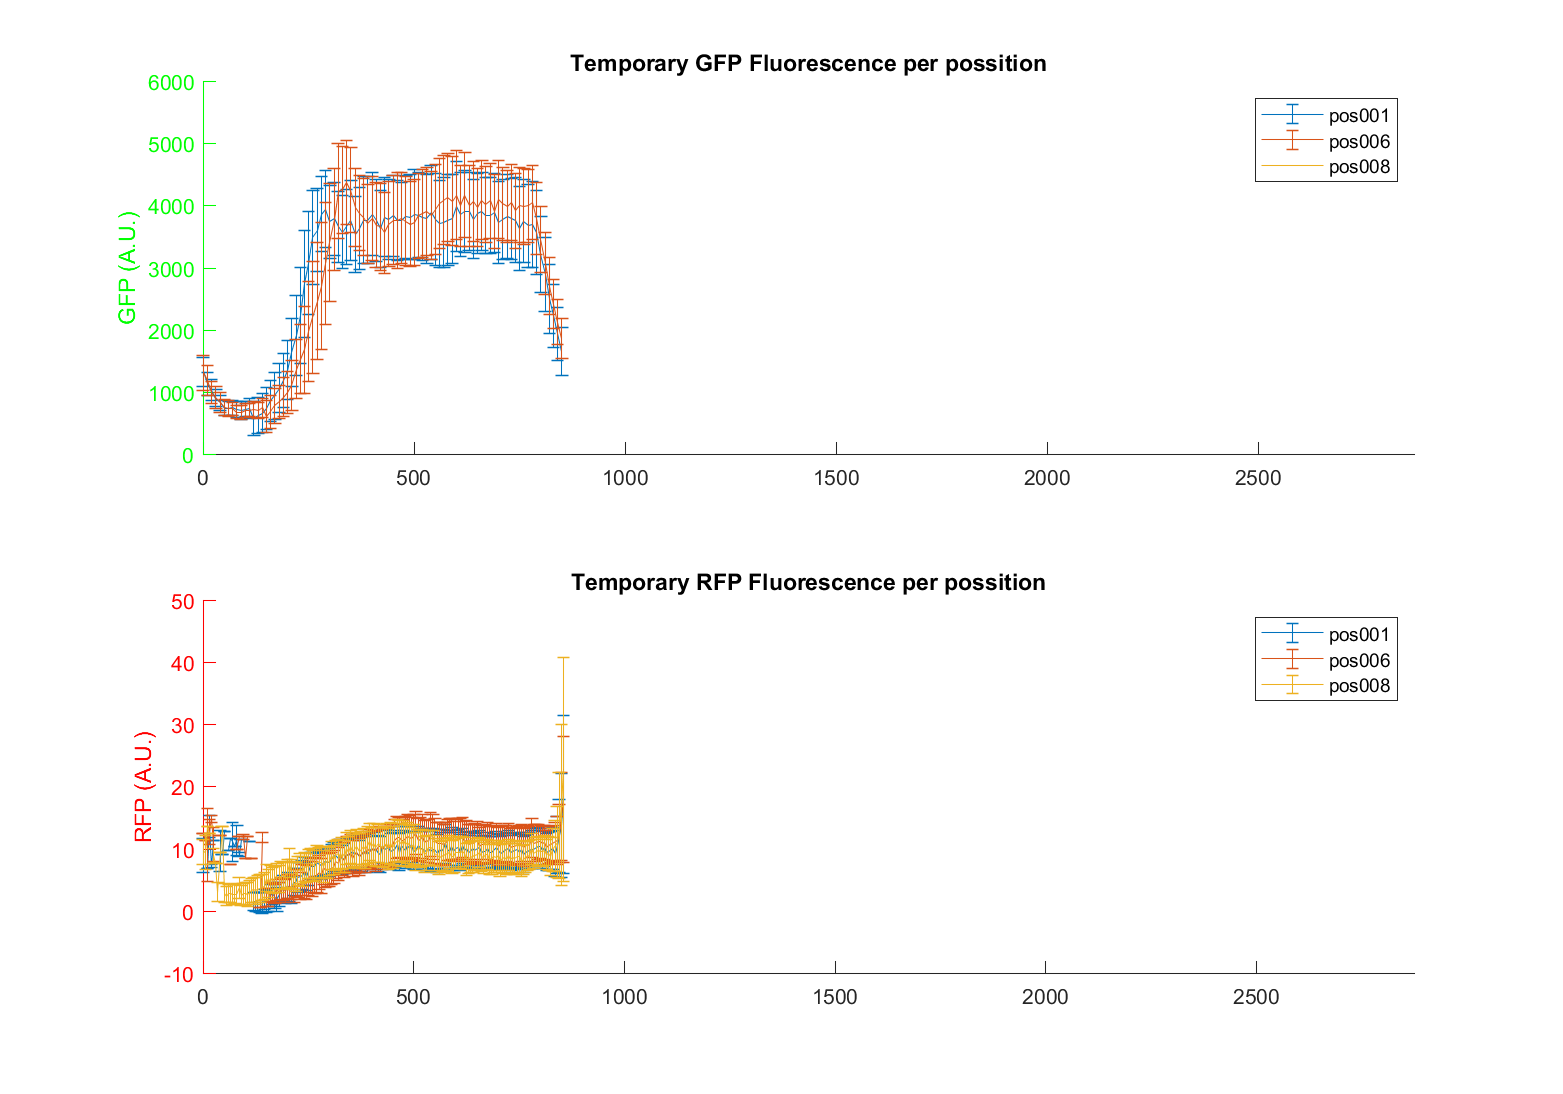 Temporary GFP Fluorescence per possition
6000
5000
4000
3000
2000
1000
0
GFP (A.U.)
pos001
pos006
pos008
0 500 1000 1500 2000 2500
Temporary RFP Fluorescence per possition
50
40
30
20
10
0
-10
RFP (A.U.)
pos001
pos006
pos008
0 500 1000 1500 2000 2500